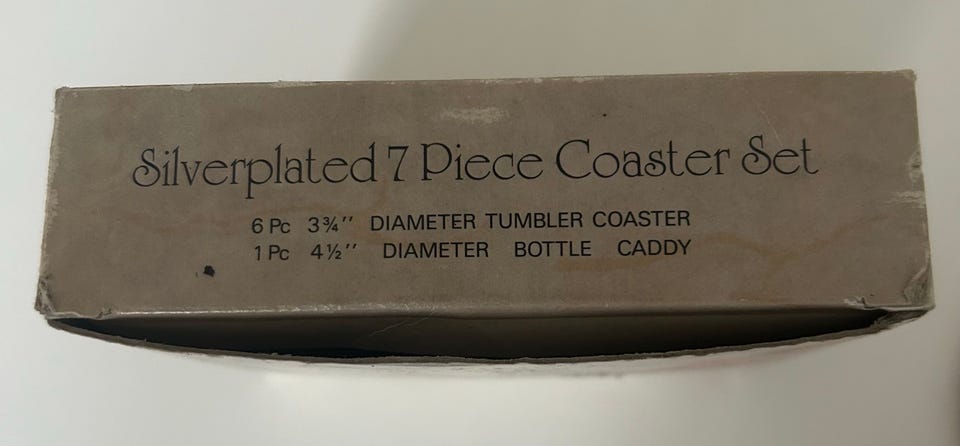 Silverplated 7 Piece Coaster Set
6 Pc 3¾" DIAMETER TUMBLER COASTER
1 Pc 4½" DIAMETER BOTTLE CADDY